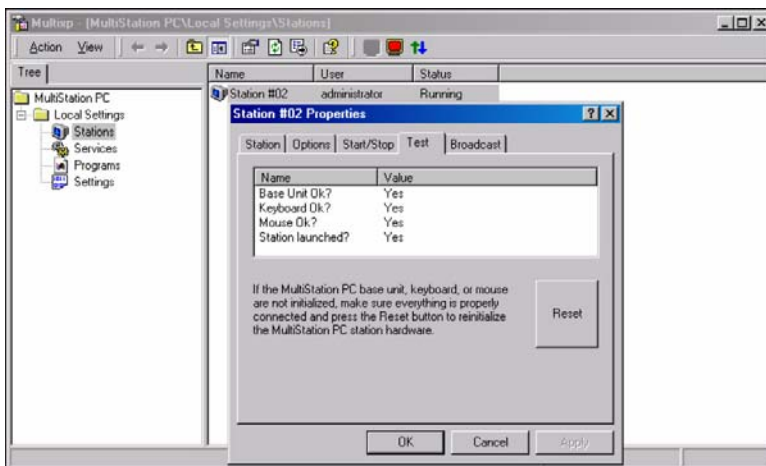 Multixp - [MultiStation PC\Local Settings\Stations]
Action View
Tree
Name User Status
MultiStation PC
Local Settings
Stations
Services
Programs
Settings
Station #02 administrator Running
Station #02 Properties
Station Options Start/Stop Test Broadcast
Name Value
Base Unit Ok? Yes
Keyboard Ok? Yes
Mouse Ok? Yes
Station launched? Yes
If the MultiStation PC base unit, keyboard, or mouse
are not initialized, make sure everything is properly
connected and press the Reset button to reinitialize
the MultiStation PC station hardware.
Reset
OK Cancel Apply